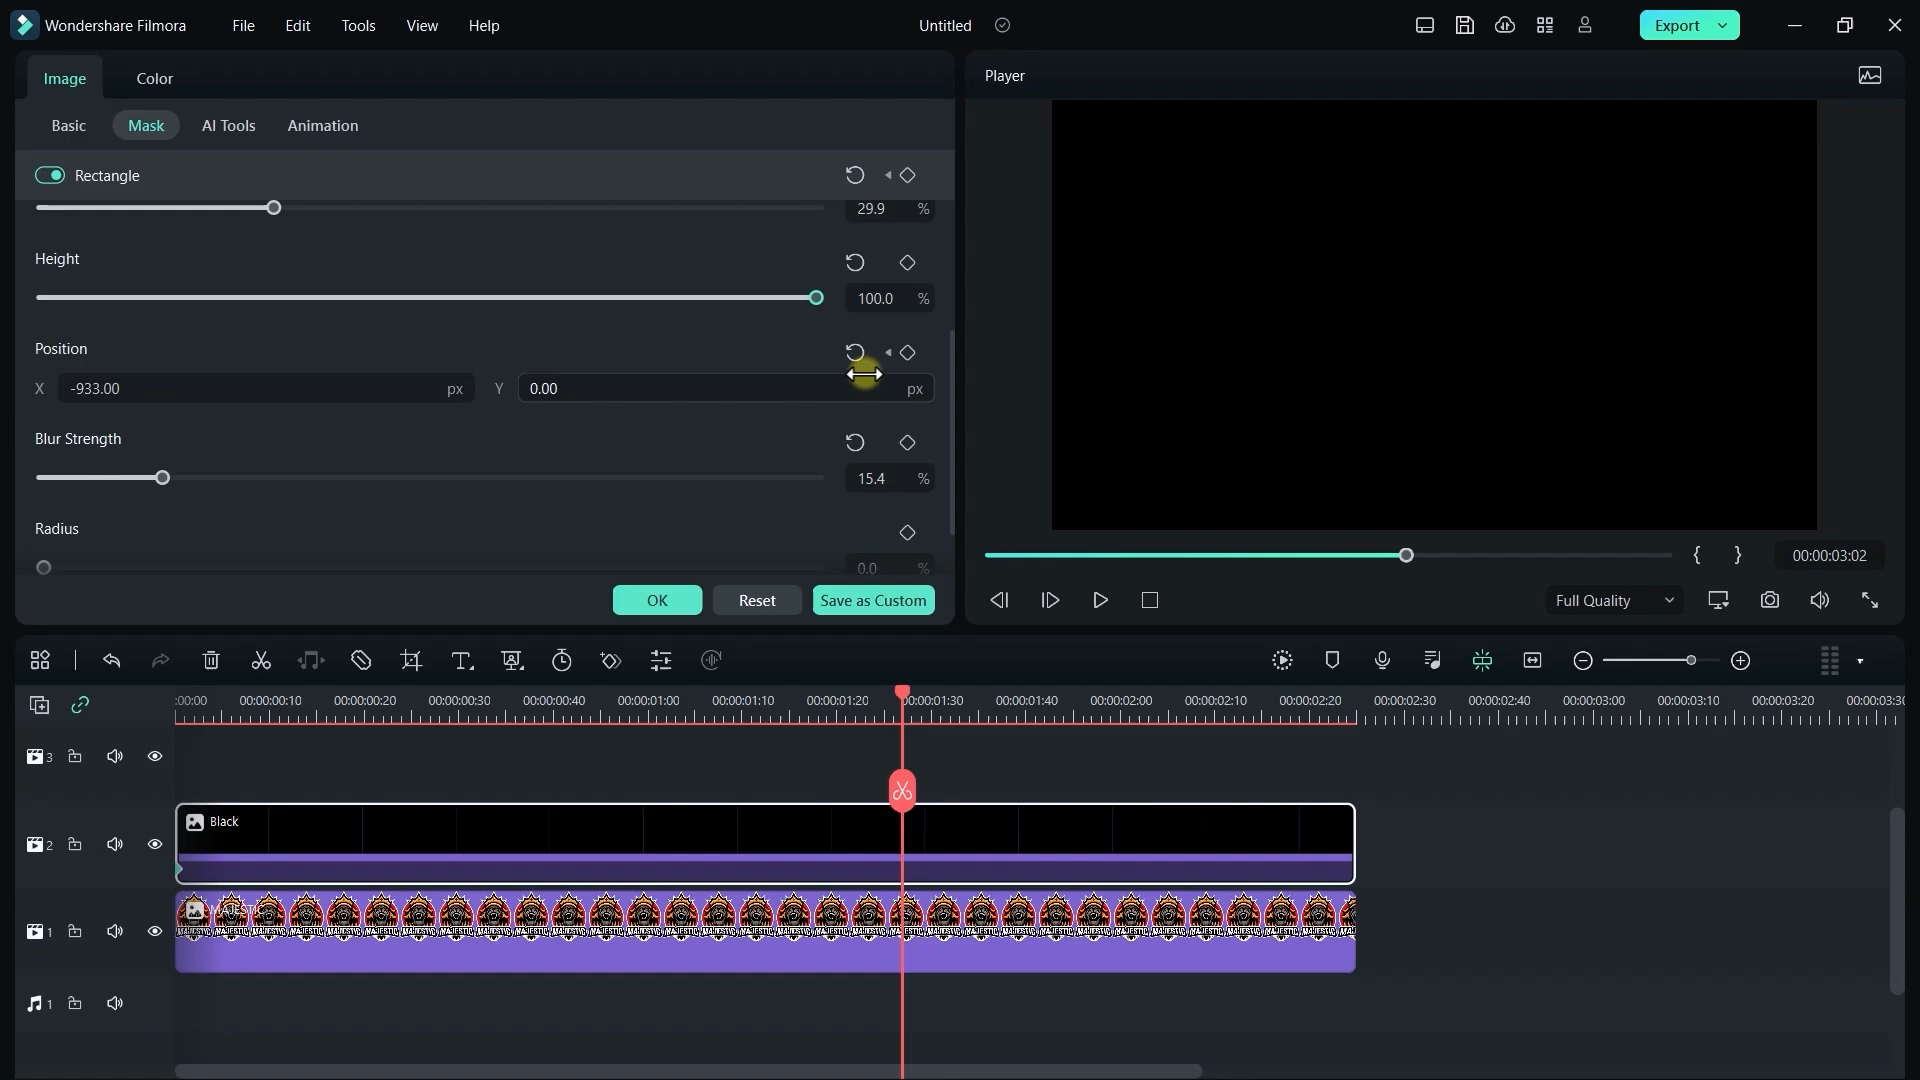 Wondershare Filmora File Edit Tools View Help Untitled Export
Image Color
Player
Basic Mask AI Tools Animation
Rectangle
29.9 %
Height
100.0 %
Position
X -933.00 px Y 0.00 px
Blur Strength
15.4 %
Radius
0.0 %
00:00:03:02
OK Reset Save as Custom
Full Quality
:00:00 00:00:00:10 00:00:00:20 00:00:00:30 00:00:00:40 00:00:01:00 00:00:01:10 00:00:01:20 00:00:01:30 00:00:01:40 00:00:02:00 00:00:02:10 00:00:02:20 00:00:02:30 00:00:02:40 00:00:03:00 00:00:03:10 00:00:03:20 00:00:03:30
3
Black
2
MAJESTIC
1
1